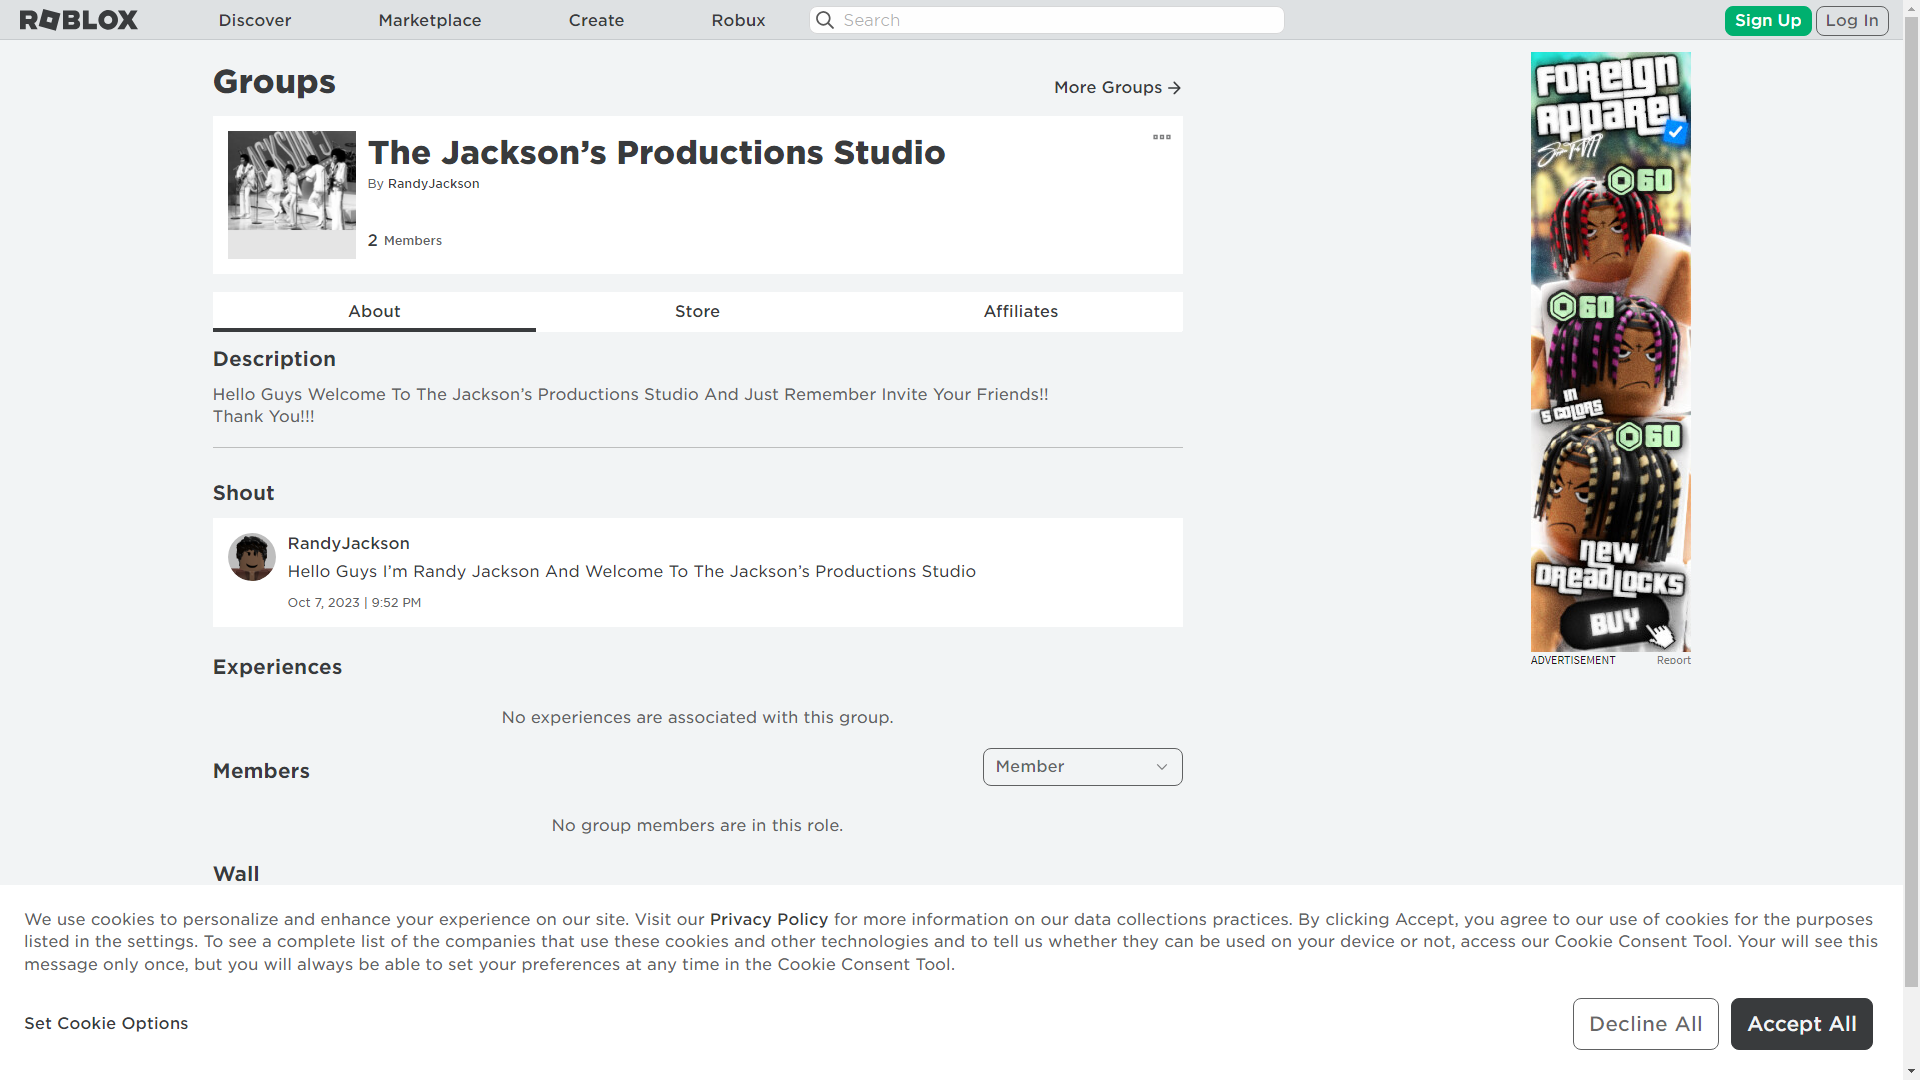 ROBLOX
Discover
Marketplace
Create
Robux
Search
Sign Up
Log In
Groups
More Groups
JACKSON 5
The Jackson’s Productions Studio
By RandyJackson
2 Members
About
Store
Affiliates
Description
Hello Guys Welcome To The Jackson’s Productions Studio And Just Remember Invite Your Friends!!
Thank You!!!
Shout
RandyJackson
Hello Guys I’m Randy Jackson And Welcome To The Jackson’s Productions Studio
Oct 7, 2023 | 9:52 PM
Experiences
No experiences are associated with this group.
Members
Member
No group members are in this role.
Wall
FOREIGN
APPAREL
60
60
IN
5 COLORS
60
NEW
DREADLOCKS
BUY
ADVERTISEMENT
Report
We use cookies to personalize and enhance your experience on our site. Visit our Privacy Policy for more information on our data collections practices. By clicking Accept, you agree to our use of cookies for the purposes
listed in the settings. To see a complete list of the companies that use these cookies and other technologies and to tell us whether they can be used on your device or not, access our Cookie Consent Tool. Your will see this
message only once, but you will always be able to set your preferences at any time in the Cookie Consent Tool.
Set Cookie Options
Decline All
Accept All